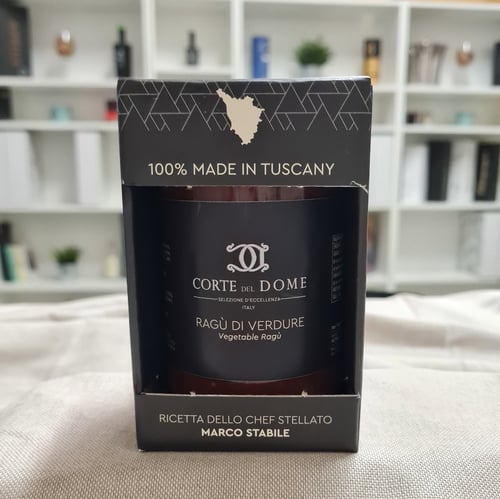 100% MADE IN TUSCANY
CORTE DEL DOME
SELEZIONE D'ECCELLENZA
ITALY
RAGÙ DI VERDURE
Vegetable Ragù
RICETTA DELLO CHEF STELLATO
MARCO STABILE